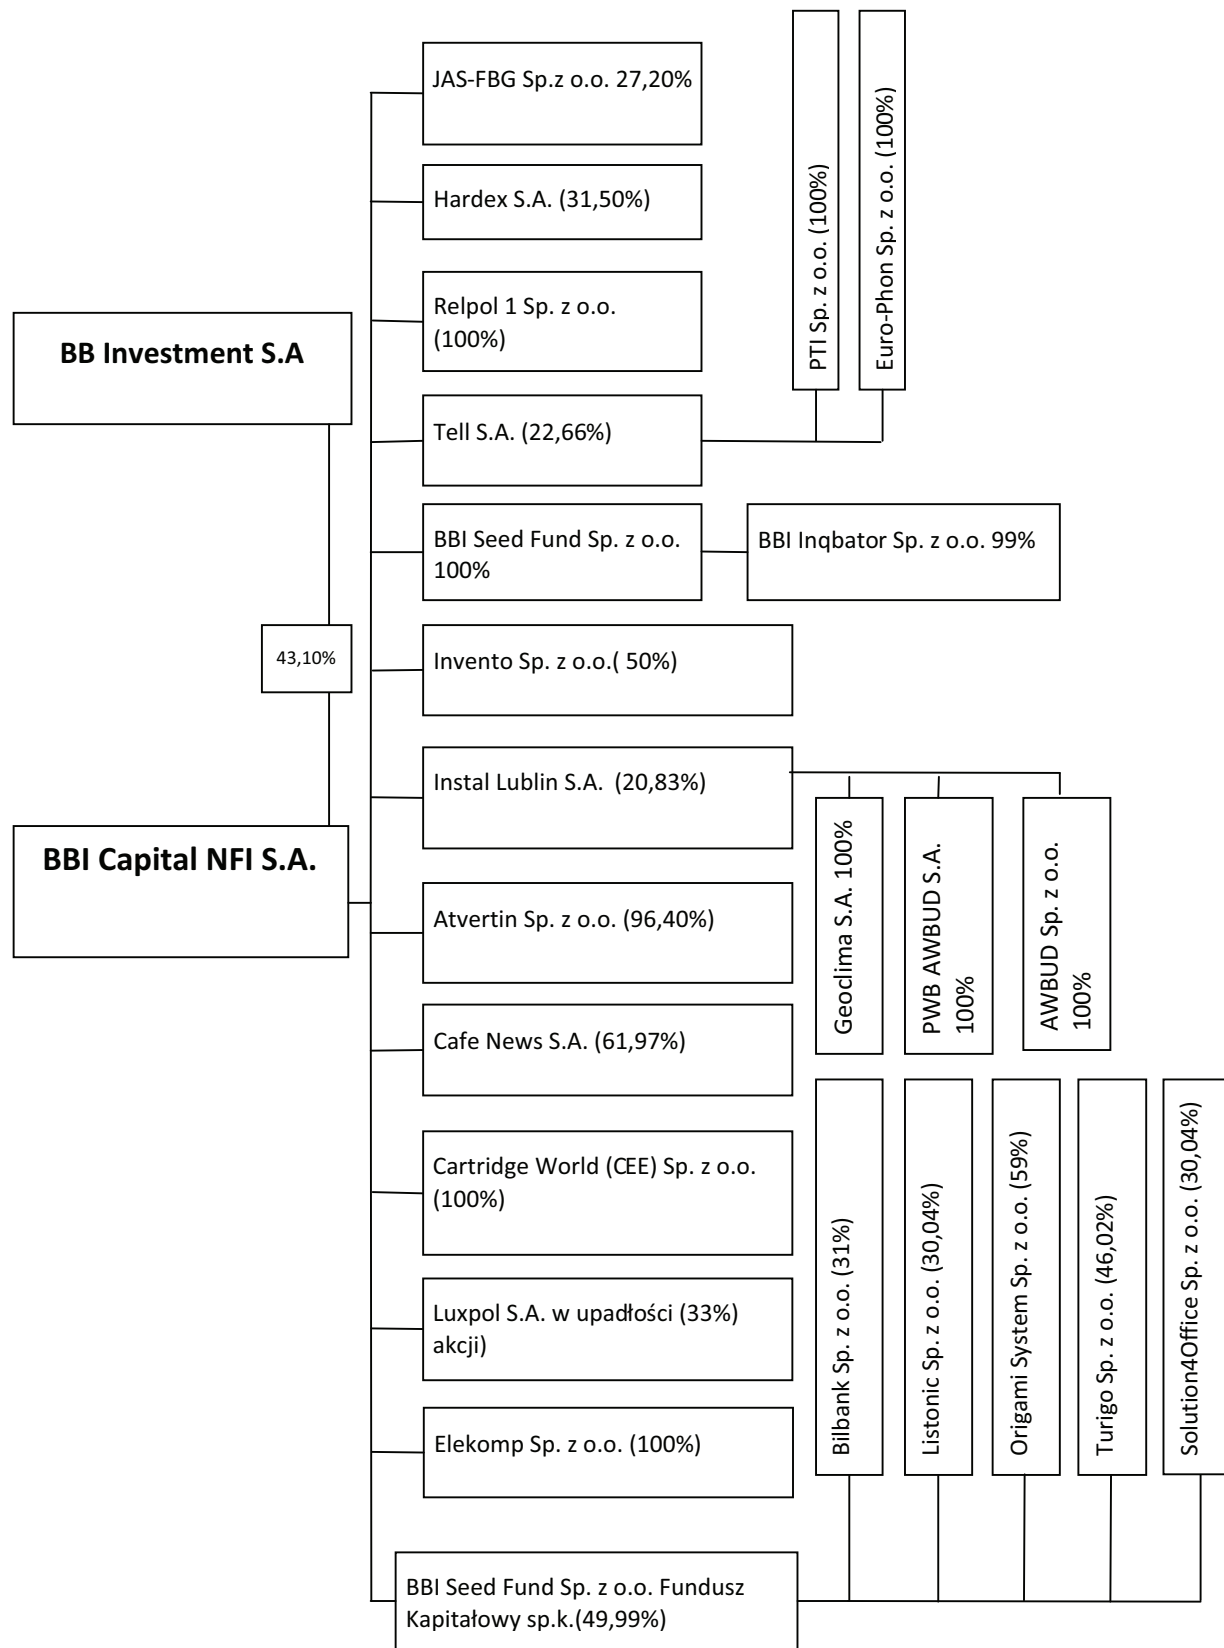 JAS-FBG Sp.z o.o. 27,20%
Hardex S.A. (31,50%)
Relpol 1 Sp. z o.o.
(100%)
PTI Sp. z o.o. (100%)
Euro-Phon Sp. z o.o. (100%)
BB Investment S.A
Tell S.A. (22,66%)
BBI Seed Fund Sp. z o.o.
100%
BBI Inqbator Sp. z o.o. 99%
43,10%
Invento Sp. z o.o.( 50%)
Instal Lublin S.A. (20,83%)
Geoclima S.A. 100%
PWB AWBUD S.A.
100%
AWBUD Sp. z o.o.
100%
BBI Capital NFI S.A.
Atvertin Sp. z o.o. (96,40%)
Cafe News S.A. (61,97%)
Cartridge World (CEE) Sp. z o.o.
(100%)
Luxpol S.A. w upadłości (33%)
akcji)
Elekomp Sp. z o.o. (100%)
Bilbank Sp. z o.o. (31%)
Listonic Sp. z o.o. (30,04%)
Origami System Sp. z o.o. (59%)
Turigo Sp. z o.o. (46,02%)
Solution4Office Sp. z o.o. (30,04%)
BBI Seed Fund Sp. z o.o. Fundusz
Kapitałowy sp.k.(49,99%)